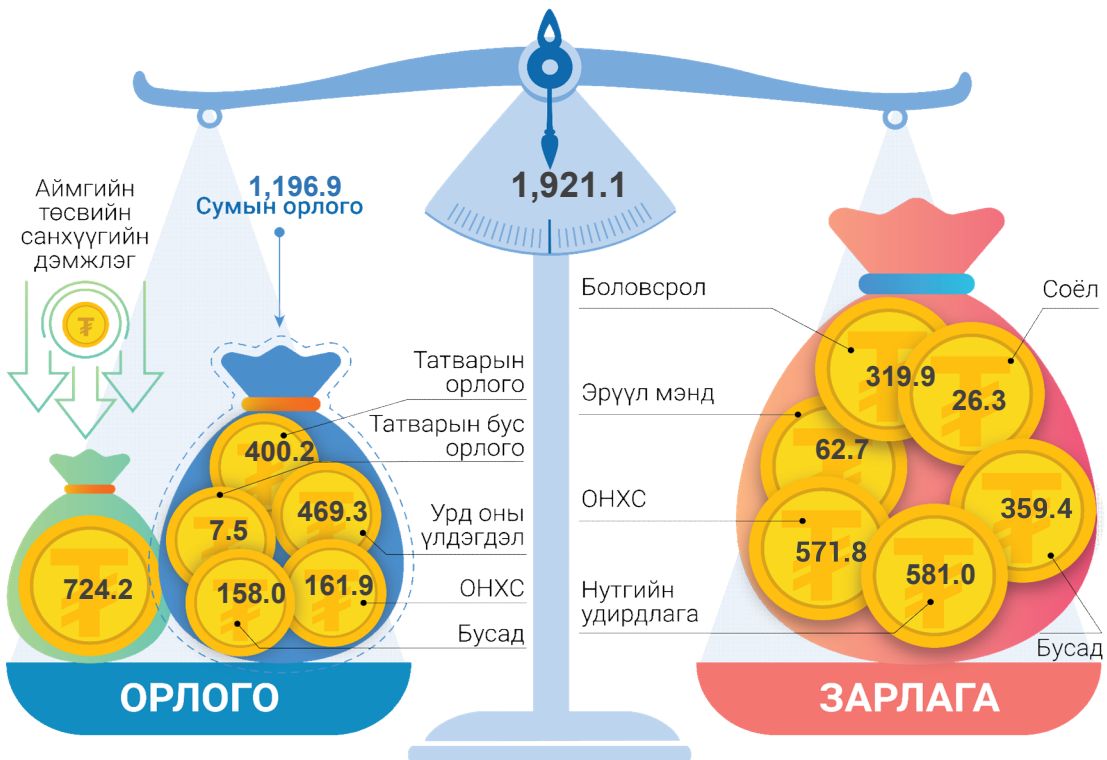 1,921.1
Аймгийн
төсвийн
санхүүгийн
дэмжлэг
1,196.9
Сумын орлого
724.2
Татварын
орлого
400.2
Татварын бус
орлого
7.5
Урд оны
үлдэгдэл
469.3
ОНХС
161.9
Бусад
158.0
ОРЛОГО
Боловсрол
319.9
Соёл
26.3
Эрүүл мэнд
62.7
ОНХС
571.8
Нутгийн
удирдлага
581.0
359.4
Бусад
ЗАРЛАГА